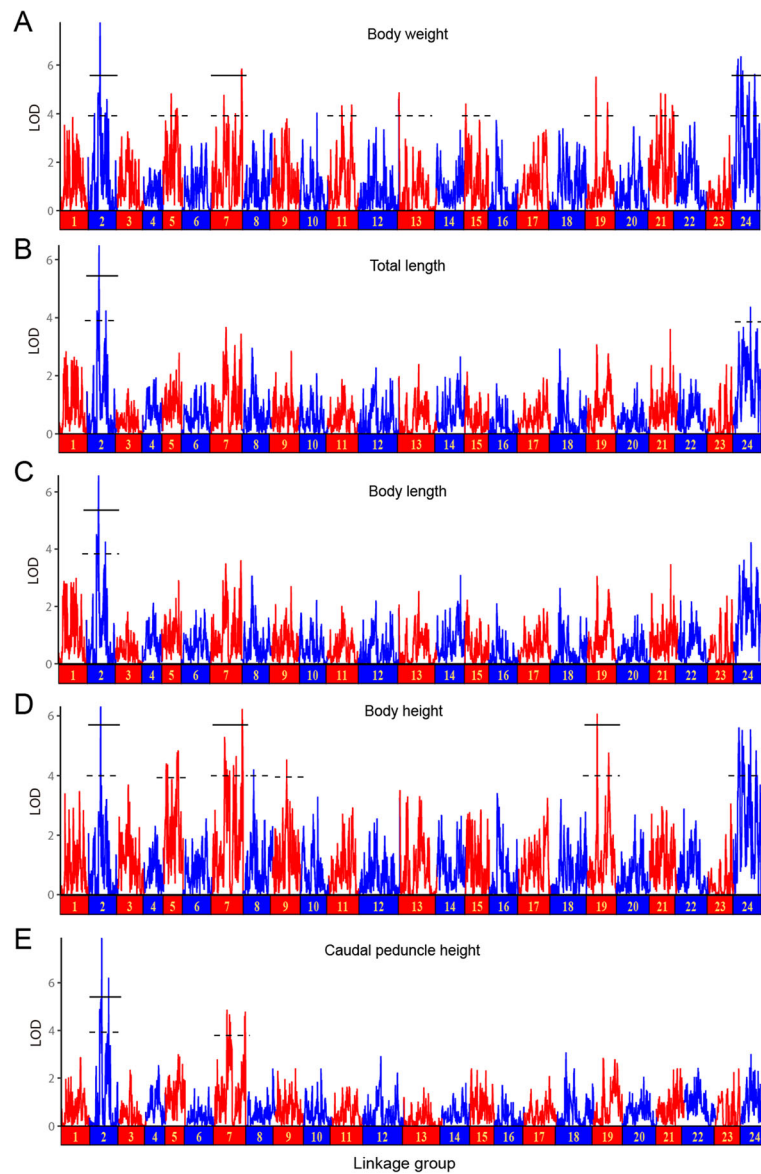 A
Body weight
6
4
2
0
LOD
1 2 3 4 5 6 7 8 9 10 11 12 13 14 15 16 17 18 19 20 21 22 23 24
B
Total length
6
4
2
0
LOD
1 2 3 4 5 6 7 8 9 10 11 12 13 14 15 16 17 18 19 20 21 22 23 24
C
Body length
6
4
2
0
LOD
1 2 3 4 5 6 7 8 9 10 11 12 13 14 15 16 17 18 19 20 21 22 23 24
D
Body height
6
4
2
0
LOD
1 2 3 4 5 6 7 8 9 10 11 12 13 14 15 16 17 18 19 20 21 22 23 24
E
Caudal peduncle height
6
4
2
0
LOD
1 2 3 4 5 6 7 8 9 10 11 12 13 14 15 16 17 18 19 20 21 22 23 24
Linkage group